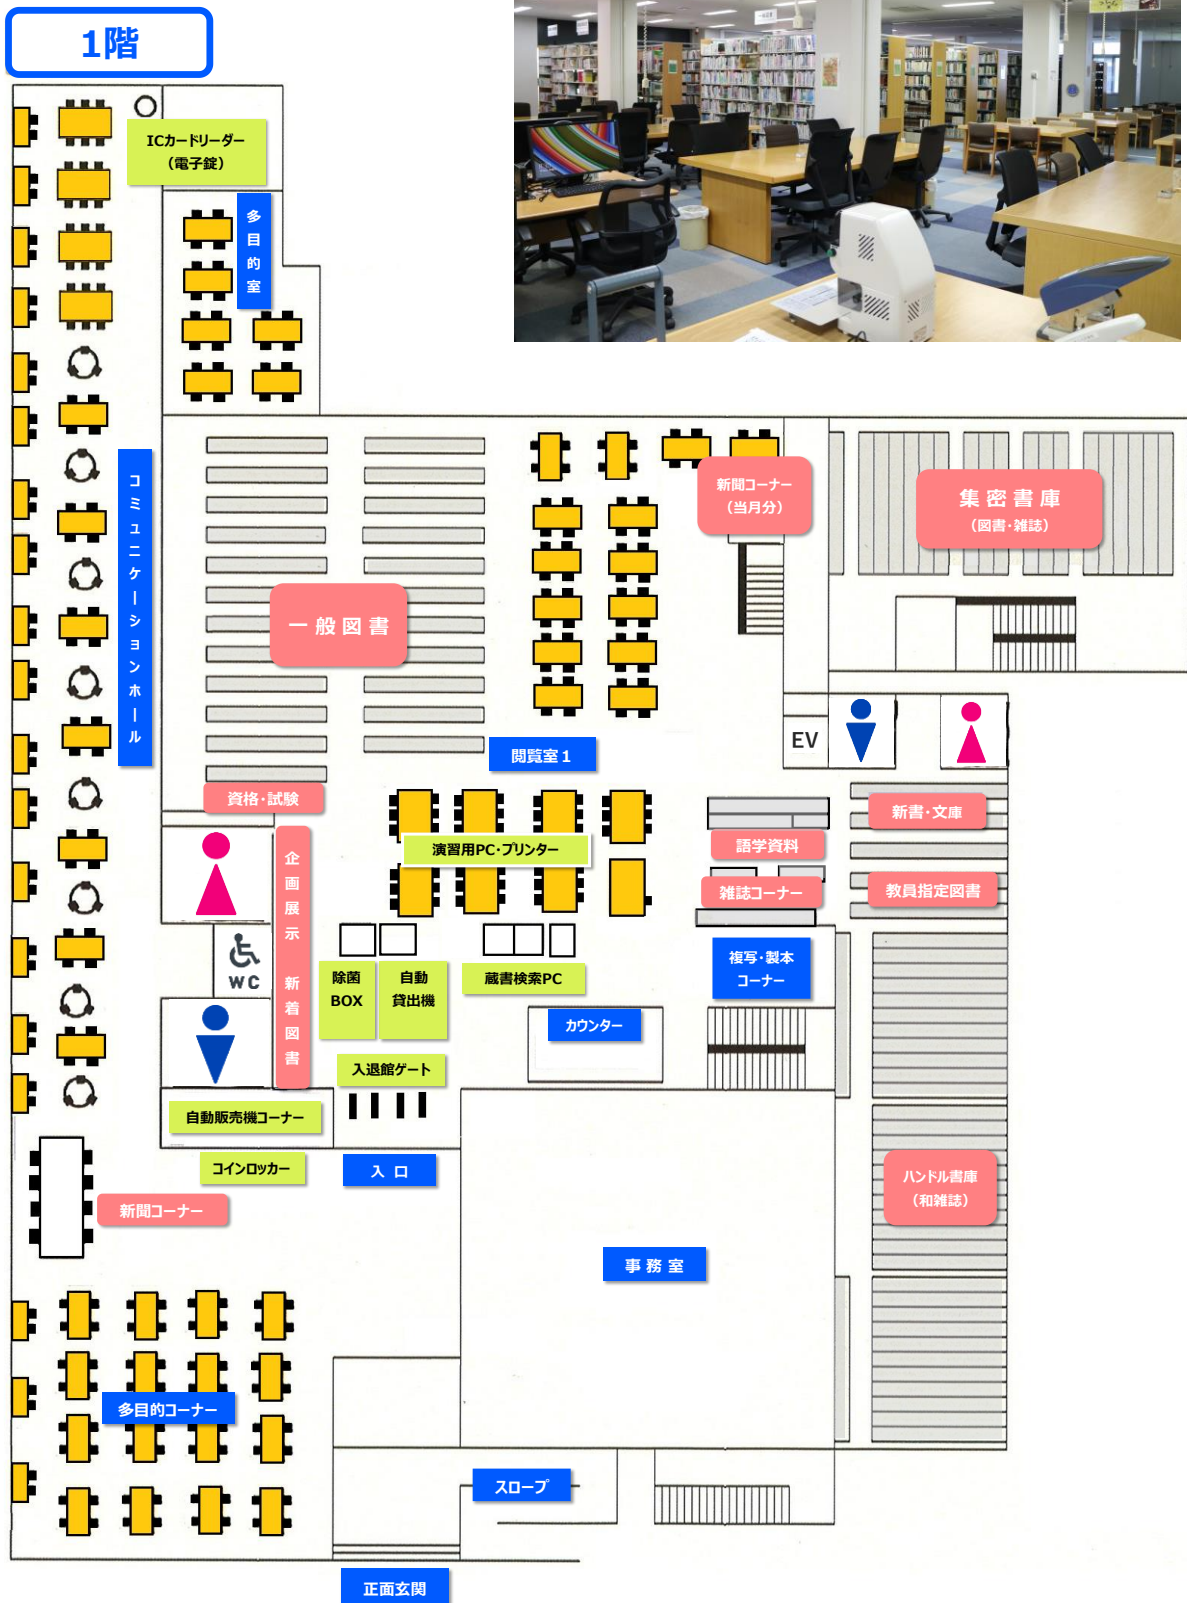 1階
ICカードリーダー
（電子錠）
多目的室
コミュニケーションホール
新聞コーナー
（当月分）
集密書庫
（図書・雑誌）
一般図書
閲覧室1
EV
資格・試験
新書・文庫
語学資料
演習用PC・プリンター
雑誌コーナー
教員指定図書
企画展示　新着図書
WC
除菌
BOX
自動
貸出機
蔵書検索PC
複写・製本
コーナー
カウンター
入退館ゲート
自動販売機コーナー
コインロッカー
入口
新聞コーナー
ハンドル書庫
（和雑誌）
事務室
多目的コーナー
スロープ
正面玄関